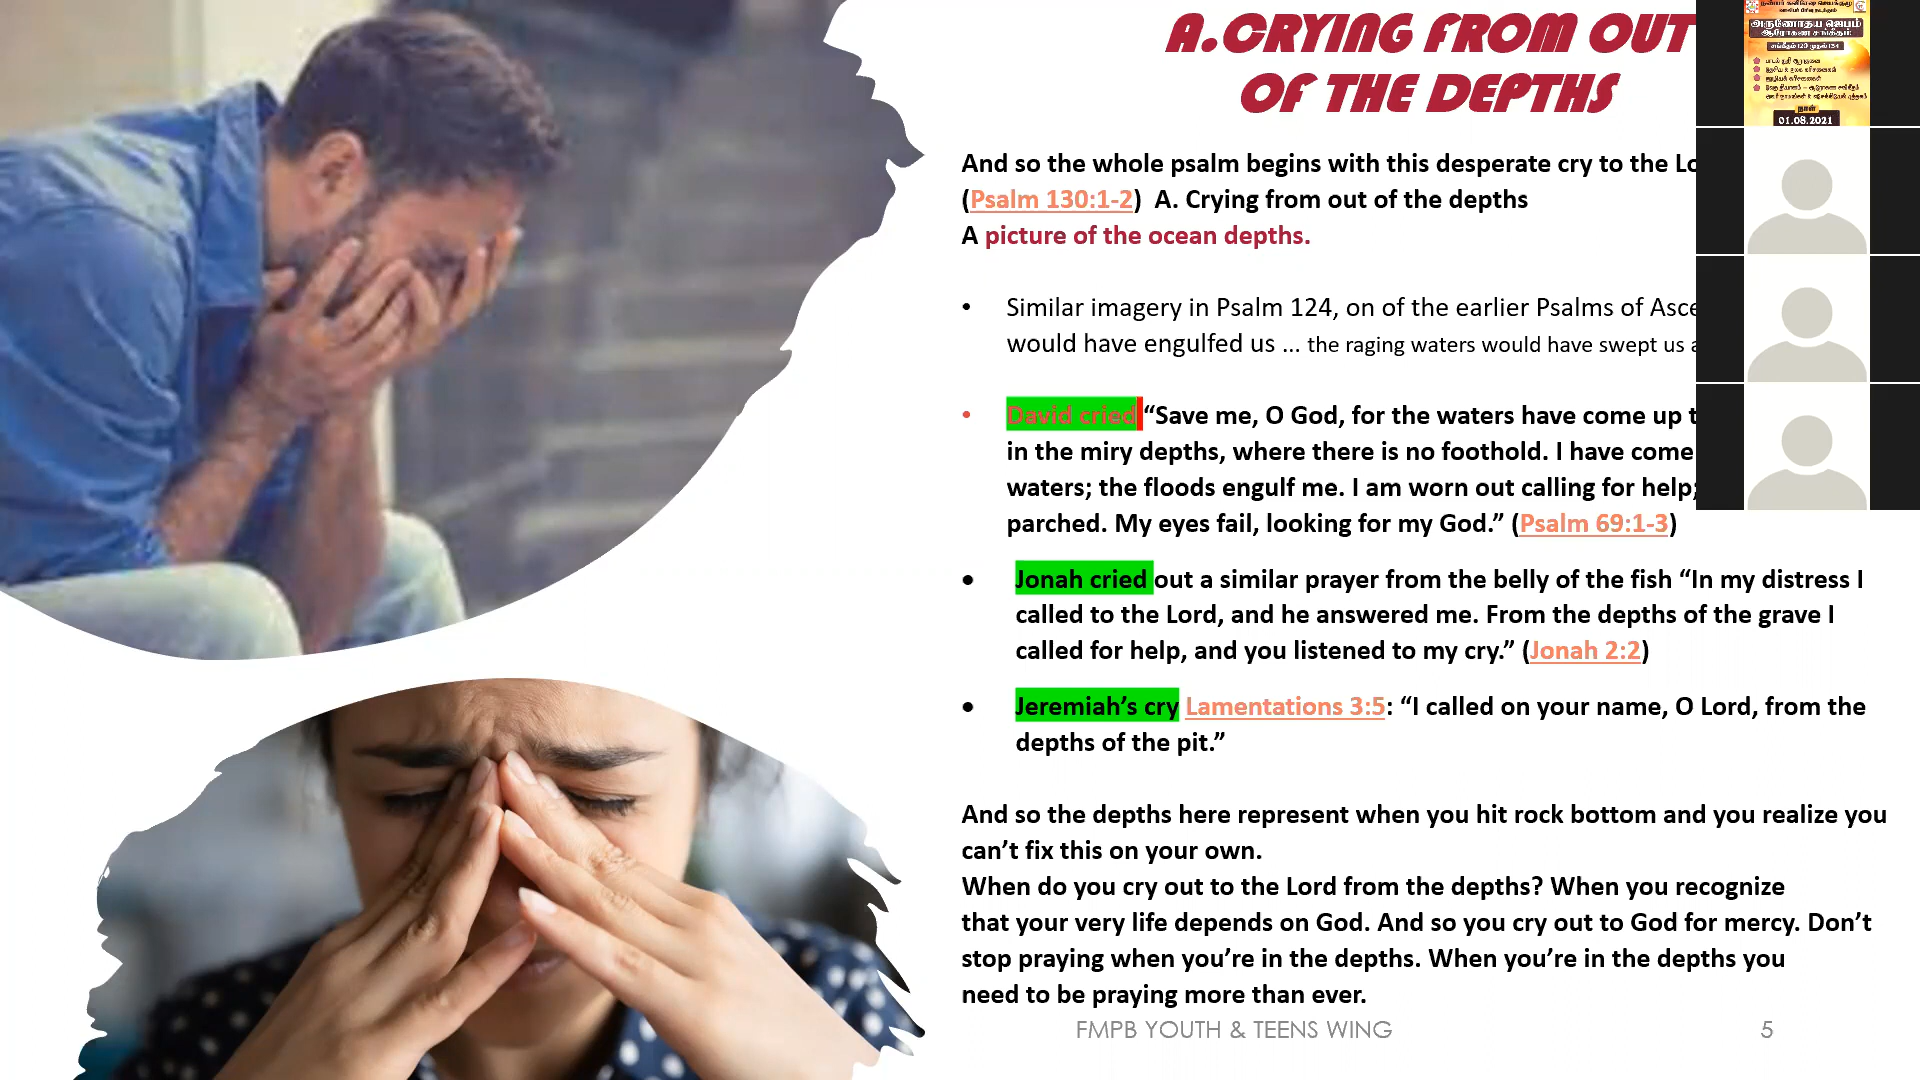 A.CRYING FROM OUT
OF THE DEPTHS
And so the whole psalm begins with this desperate cry to the Lo
(Psalm 130:1-2) A. Crying from out of the depths
A picture of the ocean depths.
• Similar imagery in Psalm 124, on of the earlier Psalms of Asce
would have engulfed us ... the raging waters would have swept us a
• David cried “Save me, O God, for the waters have come up t
in the miry depths, where there is no foothold. I have come
waters; the floods engulf me. I am worn out calling for help;
parched. My eyes fail, looking for my God.” (Psalm 69:1-3)
• Jonah cried out a similar prayer from the belly of the fish “In my distress I
called to the Lord, and he answered me. From the depths of the grave I
called for help, and you listened to my cry.” (Jonah 2:2)
• Jeremiah’s cry Lamentations 3:5: “I called on your name, O Lord, from the
depths of the pit.”
And so the depths here represent when you hit rock bottom and you realize you
can’t fix this on your own.
When do you cry out to the Lord from the depths? When you recognize
that your very life depends on God. And so you cry out to God for mercy. Don’t
stop praying when you’re in the depths. When you’re in the depths you
need to be praying more than ever.
FMPB YOUTH & TEENS WING
5
அருணோதய ஜெபம்
ஆரோகண சங்கீதம்
நாள்
01.08.2021